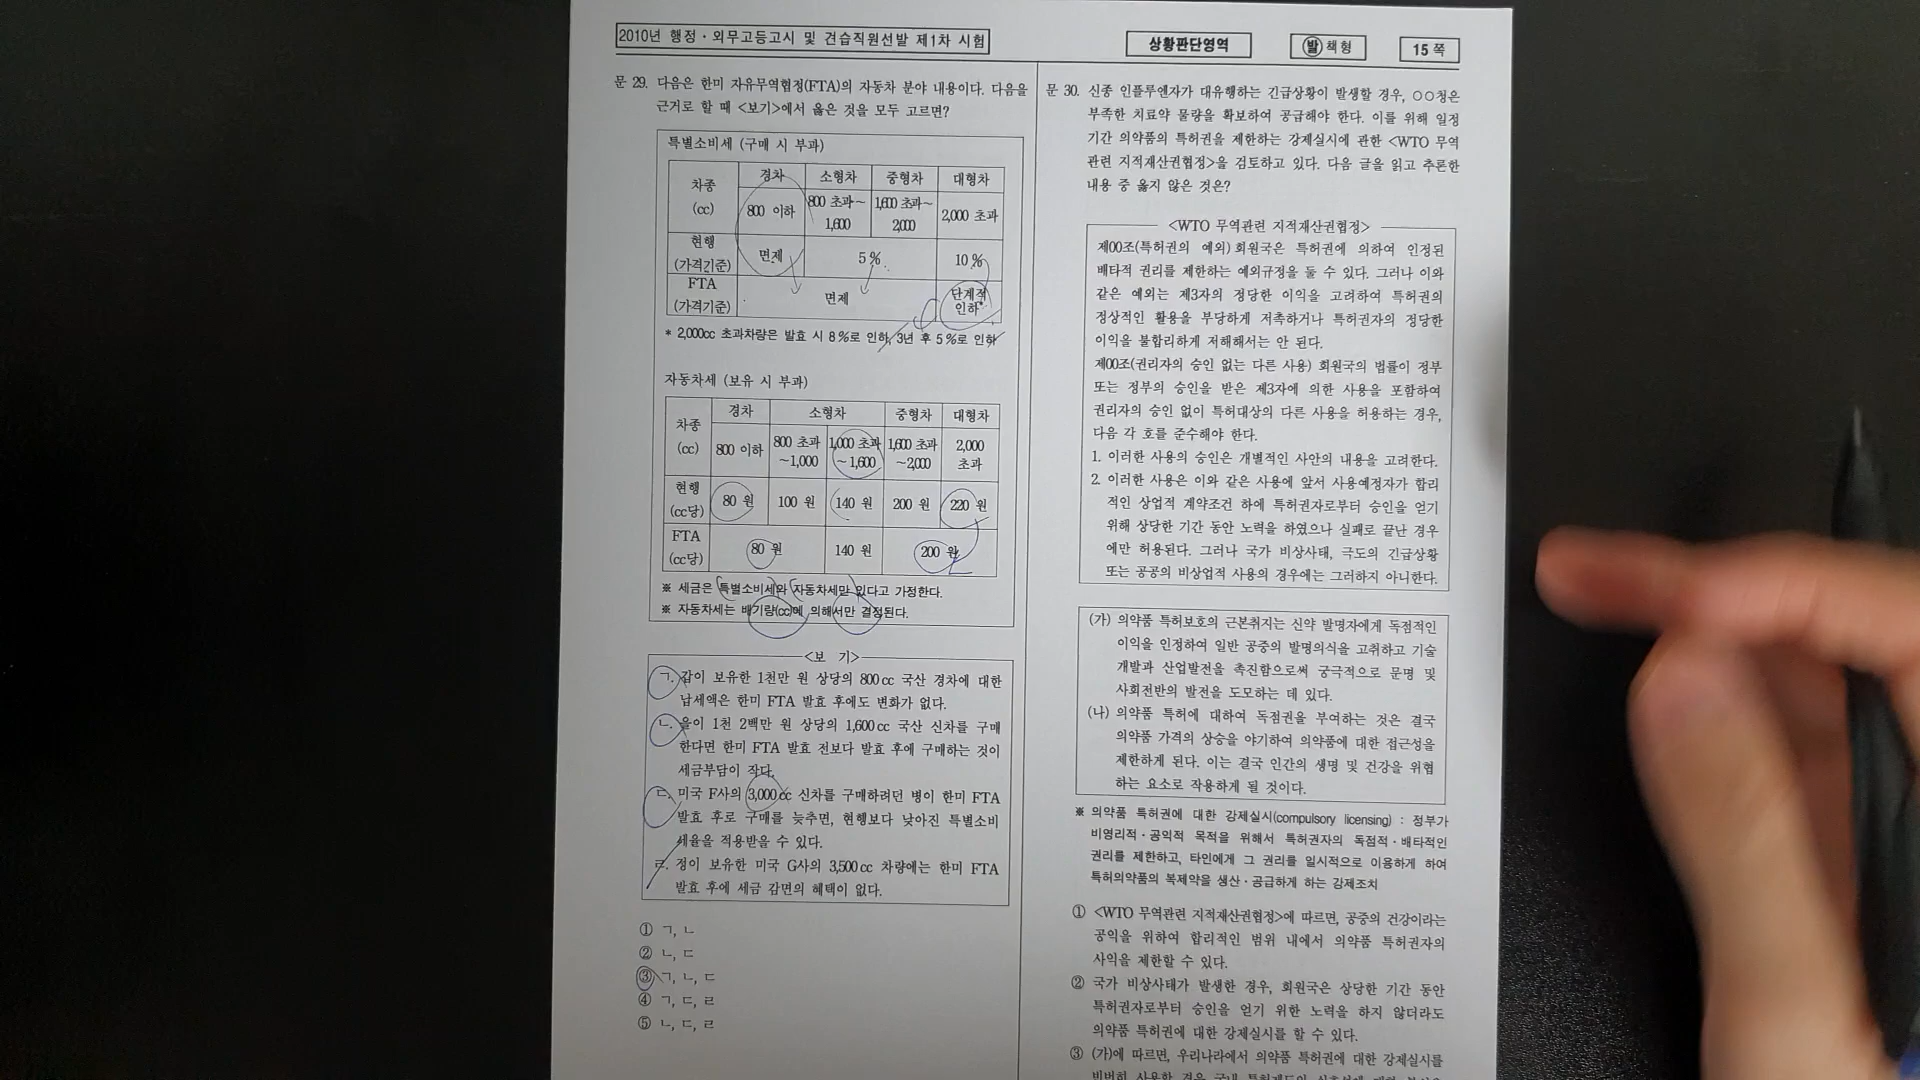 2010년 행정·외무고등고시 및 견습직원선발 제1차 시험
상황판단영역
발 책형
15 쪽
문 29. 다음은 한미 자유무역협정(FTA)의 자동차 분야 내용이다. 다음을
근거로 할 때 <보기>에서 옳은 것을 모두 고르면?
특별소비세 (구매 시 부과)
차종 (cc) 경차 소형차 중형차 대형차
800 이하 800 초과~1,600 1,600 초과~2,000 2,000 초과
현행 (가격기준) 면제 5 % 10 %
FTA (가격기준) 면제 단계적 인하*
* 2,000cc 초과차량은 발효 시 8 %로 인하, 3년 후 5 %로 인하
자동차세 (보유 시 부과)
차종 (cc) 경차 소형차 중형차 대형차
800 이하 800 초과~1,000 1,000 초과~1,600 1,600 초과~2,000 2,000 초과
현행 (cc당) 80 원 100 원 140 원 200 원 220 원
FTA (cc당) 80 원 140 원 200 원
※ 세금은 특별소비세와 자동차세만 있다고 가정한다.
※ 자동차세는 배기량(cc)에 의해서만 결정된다.
<보 기>
ㄱ. 갑이 보유한 1천만 원 상당의 800 cc 국산 경차에 대한
납세액은 한미 FTA 발효 후에도 변화가 없다.
ㄴ. 을이 1천 2백만 원 상당의 1,600 cc 국산 신차를 구매
한다면 한미 FTA 발효 전보다 발효 후에 구매하는 것이
세금부담이 작다.
ㄷ. 미국 F사의 3,000 cc 신차를 구매하려던 병이 한미 FTA
발효 후로 구매를 늦추면, 현행보다 낮아진 특별소비
세율을 적용받을 수 있다.
ㄹ. 정이 보유한 미국 G사의 3,500 cc 차량에는 한미 FTA
발효 후에 세금 감면의 혜택이 없다.
① ㄱ, ㄴ
② ㄴ, ㄷ
③ ㄱ, ㄴ, ㄷ
④ ㄱ, ㄷ, ㄹ
⑤ ㄴ, ㄷ, ㄹ
문 30. 신종 인플루엔자가 대유행하는 긴급상황이 발생할 경우, ○○청은
부족한 치료약 물량을 확보하여 공급해야 한다. 이를 위해 일정
기간 의약품의 특허권을 제한하는 강제실시에 관한 <WTO 무역
관련 지적재산권협정>을 검토하고 있다. 다음 글을 읽고 추론한
내용 중 옳지 않은 것은?
<WTO 무역관련 지적재산권협정>
제00조(특허권의 예외) 회원국은 특허권에 의하여 인정된
배타적 권리를 제한하는 예외규정을 둘 수 있다. 그러나 이와
같은 예외는 제3자의 정당한 이익을 고려하여 특허권의
정상적인 활용을 부당하게 저촉하거나 특허권자의 정당한
이익을 불합리하게 저해해서는 안 된다.
제00조(권리자의 승인 없는 다른 사용) 회원국의 법률이 정부
또는 정부의 승인을 받은 제3자에 의한 사용을 포함하여
권리자의 승인 없이 특허대상의 다른 사용을 허용하는 경우,
다음 각 호를 준수해야 한다.
1. 이러한 사용의 승인은 개별적인 사안의 내용을 고려한다.
2. 이러한 사용은 이와 같은 사용에 앞서 사용예정자가 합리
적인 상업적 계약조건 하에 특허권자로부터 승인을 얻기
위해 상당한 기간 동안 노력을 하였으나 실패로 끝난 경우
에만 허용된다. 그러나 국가 비상사태, 극도의 긴급상황
또는 공공의 비상업적 사용의 경우에는 그러하지 아니한다.
(가) 의약품 특허보호의 근본취지는 신약 발명자에게 독점적인
이익을 인정하여 일반 공중의 발명의식을 고취하고 기술
개발과 산업발전을 촉진함으로써 궁극적으로 문명 및
사회전반의 발전을 도모하는 데 있다.
(나) 의약품 특허에 대하여 독점권을 부여하는 것은 결국
의약품 가격의 상승을 야기하여 의약품에 대한 접근성을
제한하게 된다. 이는 결국 인간의 생명 및 건강을 위협
하는 요소로 작용하게 될 것이다.
※ 의약품 특허권에 대한 강제실시(compulsory licensing) : 정부가
비영리적·공익적 목적을 위해서 특허권자의 독점적·배타적인
권리를 제한하고, 타인에게 그 권리를 일시적으로 이용하게 하여
특허의약품의 복제약을 생산·공급하게 하는 강제조치
① <WTO 무역관련 지적재산권협정>에 따르면, 공중의 건강이라는
공익을 위하여 합리적인 범위 내에서 의약품 특허권자의
사익을 제한할 수 있다.
② 국가 비상사태가 발생한 경우, 회원국은 상당한 기간 동안
특허권자로부터 승인을 얻기 위한 노력을 하지 않더라도
의약품 특허권에 대한 강제실시를 할 수 있다.
③ (가)에 따르면, 우리나라에서 의약품 특허권에 대한 강제실시를